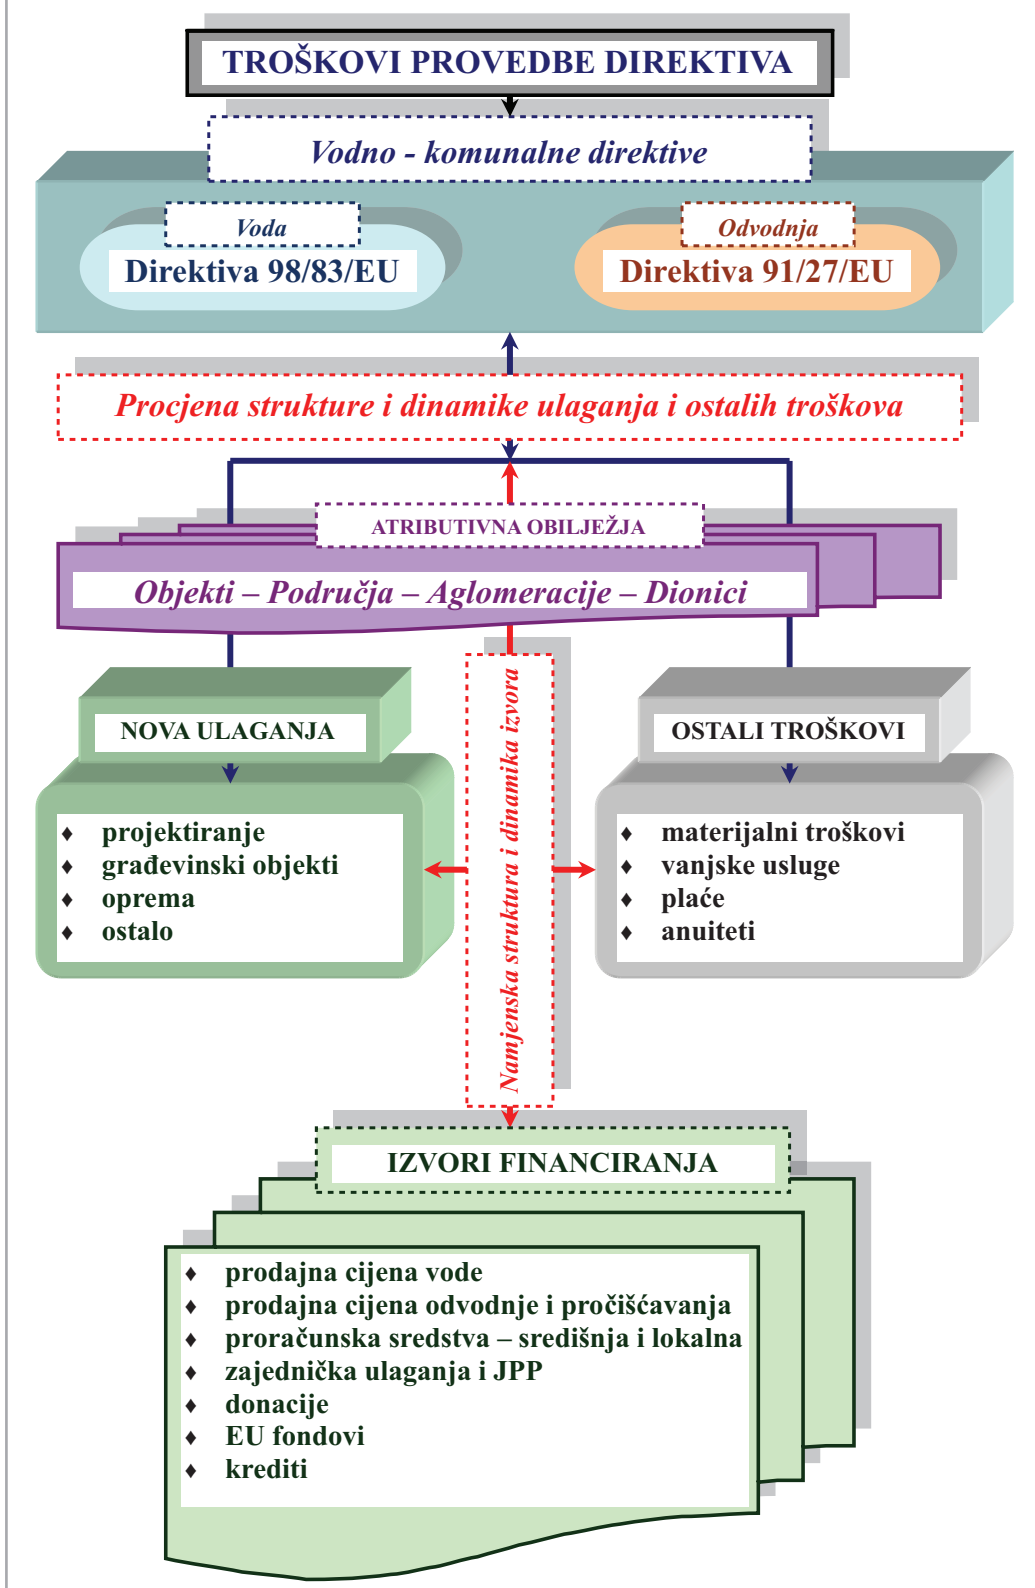 TROŠKOVI PROVEDBE DIREKTIVA
Vodno - komunalne direktive
Voda
Direktiva 98/83/EU
Odvodnja
Direktiva 91/27/EU
Procjena strukture i dinamike ulaganja i ostalih troškova
ATRIBUTIVNA OBILJEŽJA
Objekti – Područja – Aglomeracije – Dionici
Namjenska struktura i dinamika izvora
NOVA ULAGANJA
♦ projektiranje
♦ građevinski objekti
♦ oprema
♦ ostalo
OSTALI TROŠKOVI
♦ materijalni troškovi
♦ vanjske usluge
♦ plaće
♦ anuiteti
IZVORI FINANCIRANJA
♦ prodajna cijena vode
♦ prodajna cijena odvodnje i pročišćavanja
♦ proračunska sredstva – središnja i lokalna
♦ zajednička ulaganja i JPP
♦ donacije
♦ EU fondovi
♦ krediti